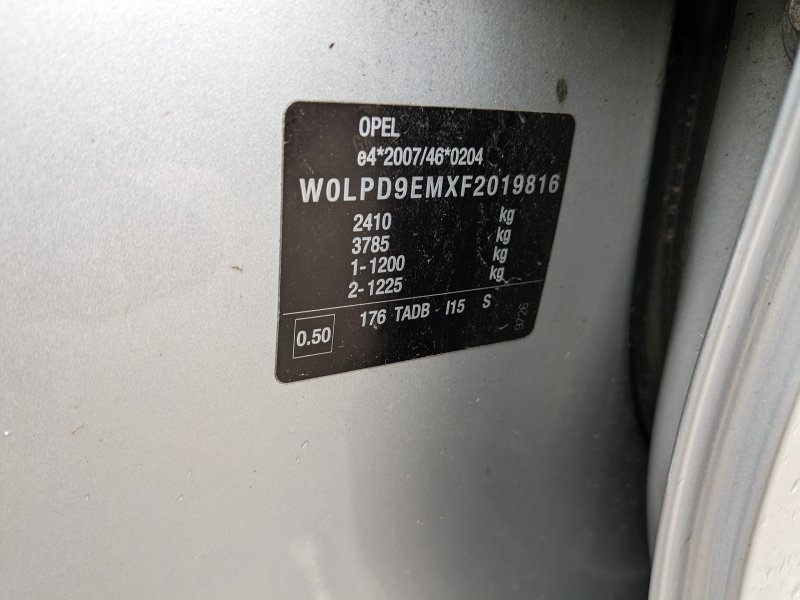 OPEL
e4*2007/46*0204
W0LPD9EMXF2019816
2410 kg
3785 kg
1-1200 kg
2-1225 kg
0.50 176 TADB I15 S
9726